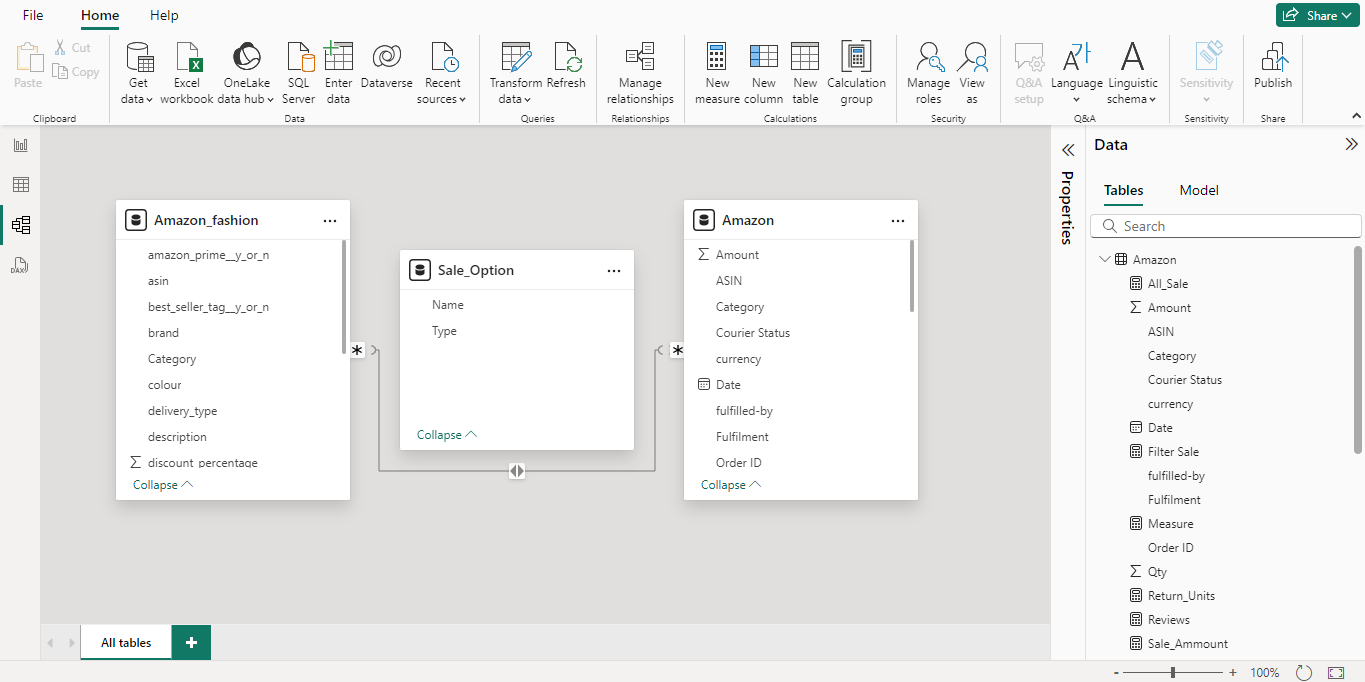 File Home Help Share
Paste Cut
Copy
Clipboard
Get data
Excel workbook
OneLake data hub
SQL Server
Enter data
Dataverse
Recent sources
Data
Transform data
Refresh
Queries
Manage relationships
Relationships
New measure
New column
New table
Calculation group
Calculations
Manage roles
View as
Security
Q&A setup
Language
Linguistic schema
Q&A
Sensitivity
Sensitivity
Publish
Share
Amazon_fashion
amazon_prime__y_or_n
asin
best_seller_tag__y_or_n
brand
Category
colour
delivery_type
description
discount_percentage
Collapse
Sale_Option
Name
Type
Collapse
Amazon
Amount
ASIN
Category
Courier Status
currency
Date
fulfilled-by
Fulfilment
Order ID
Collapse
Properties
Data
Tables Model
Search
Amazon
All_Sale
Amount
ASIN
Category
Courier Status
currency
Date
Filter Sale
fulfilled-by
Fulfilment
Measure
Order ID
Qty
Return_Units
Reviews
Sale_Ammount
All tables +
- + 100%